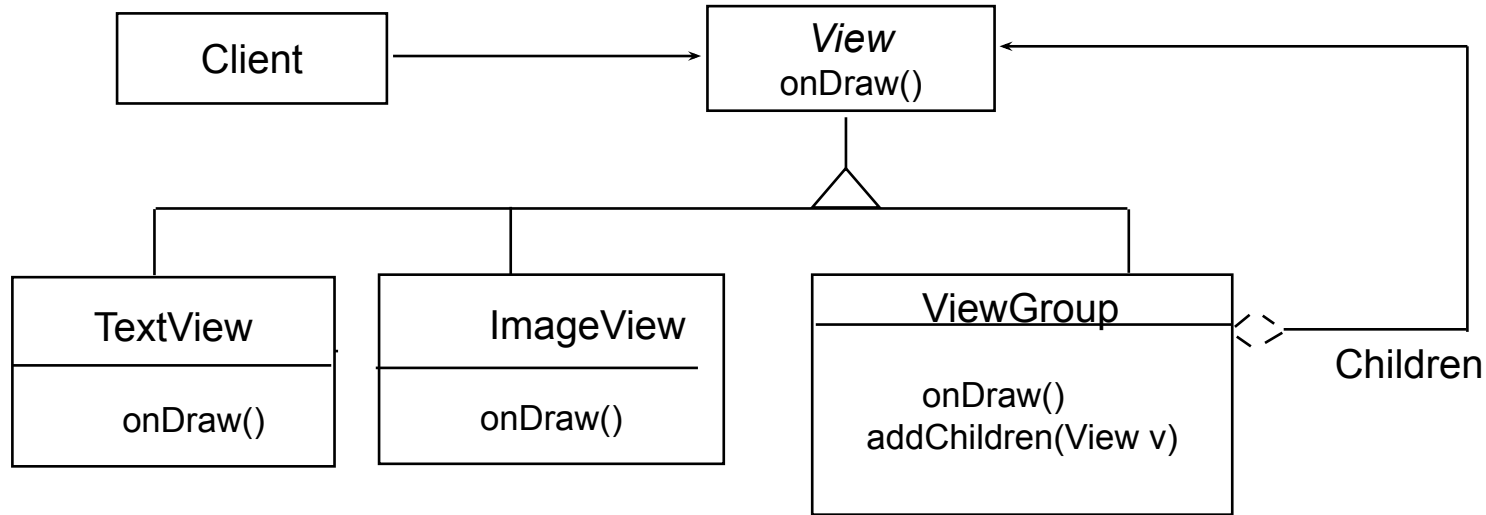 Client
View
onDraw()
TextView
onDraw()
ImageView
onDraw()
ViewGroup
onDraw()
addChildren(View v)
Children